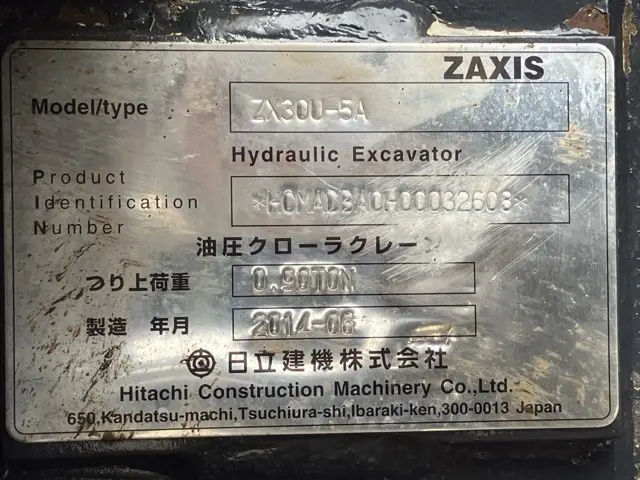 ZAXIS
Model/type ZX30U-5A
Hydraulic Excavator
Product
Identification *HCMADBA0H00032608*
Number
油圧クローラクレーン
つり上荷重 0.90TON
製造 年月 2014-06
日立建機株式会社
Hitachi Construction Machinery Co.,Ltd.
650,Kandatsu-machi,Tsuchiura-shi,Ibaraki-ken,300-0013 Japan